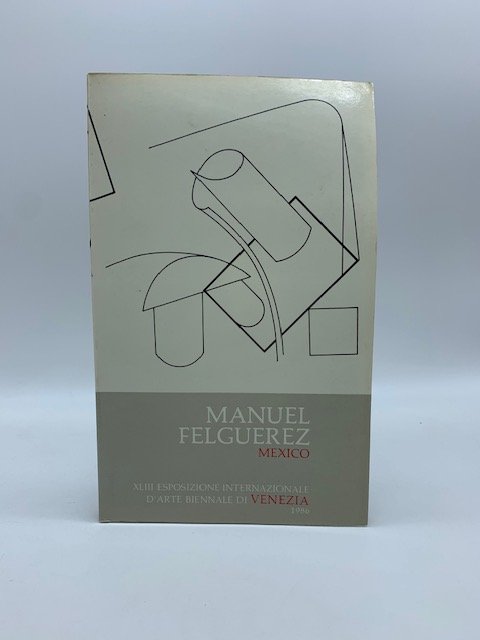 MANUEL
FELGUEREZ
MEXICO
XLIII ESPOSIZIONE INTERNAZIONALE
D'ARTE BIENNALE DI VENEZIA
1986